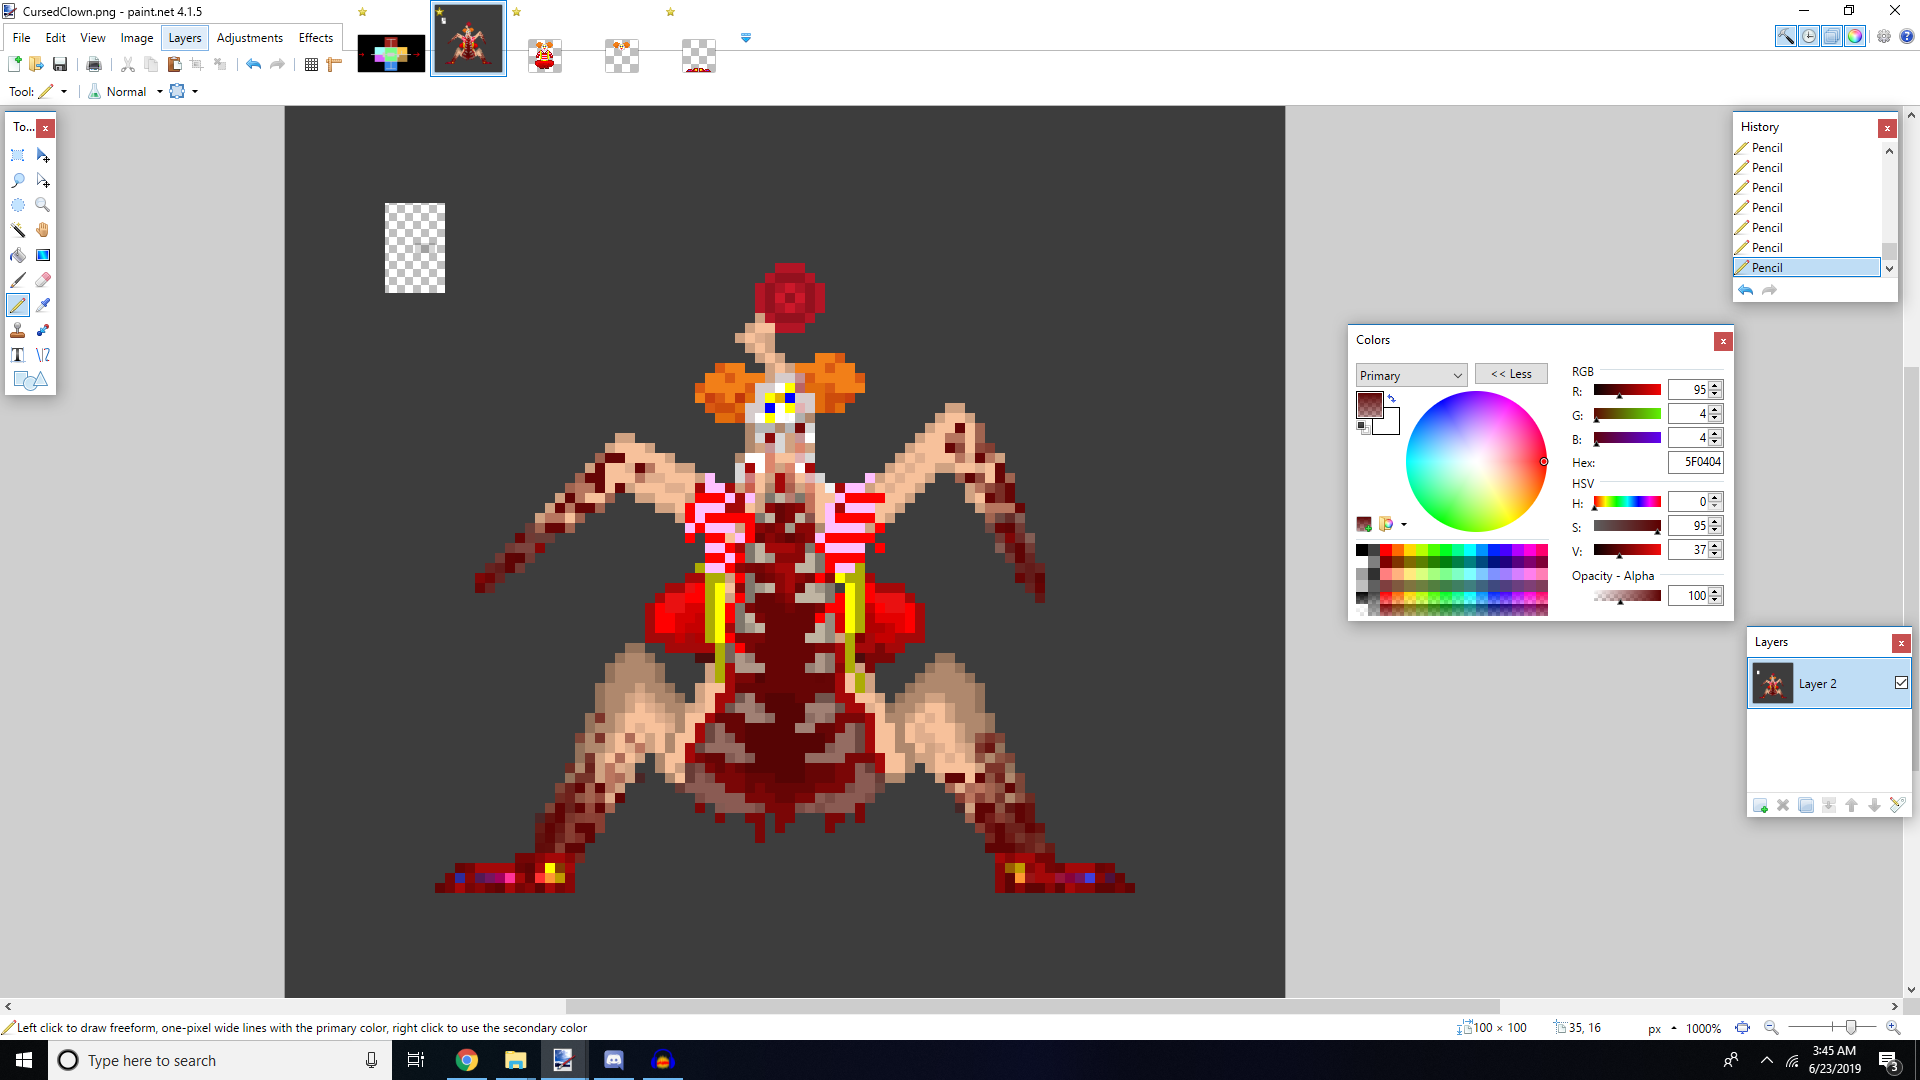 CursedClown.png - paint.net 4.1.5
File Edit View Image Layers Adjustments Effects
Tool: Normal
To...
History
Pencil
Pencil
Pencil
Pencil
Pencil
Pencil
Pencil
Colors
Primary
<< Less
RGB
R: 95
G: 4
B: 4
Hex: 5F0404
HSV
H: 0
S: 95
V: 37
Opacity - Alpha
100
Layers
Layer 2
Left click to draw freeform, one-pixel wide lines with the primary color, right click to use the secondary color
100 × 100
35, 16
px
1000%
Type here to search
3:45 AM
6/23/2019
3